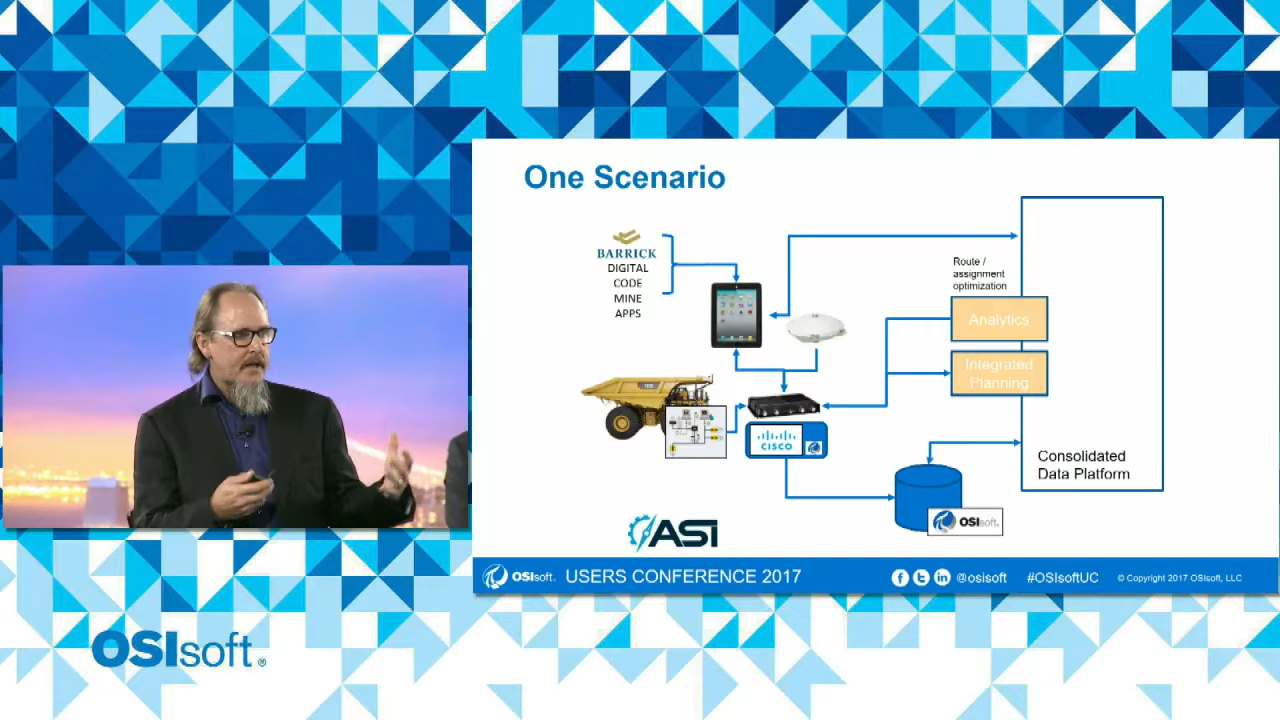 One Scenario
BARRICK
DIGITAL
CODE
MINE
APPS
Route /
assignment
optimization
Analytics
Integrated
Planning
CISCO
Consolidated
Data Platform
OSIsoft.
ASI
OSIsoft. USERS CONFERENCE 2017
@osisoft #OSIsoftUC © Copyright 2017 OSIsoft, LLC
OSIsoft®